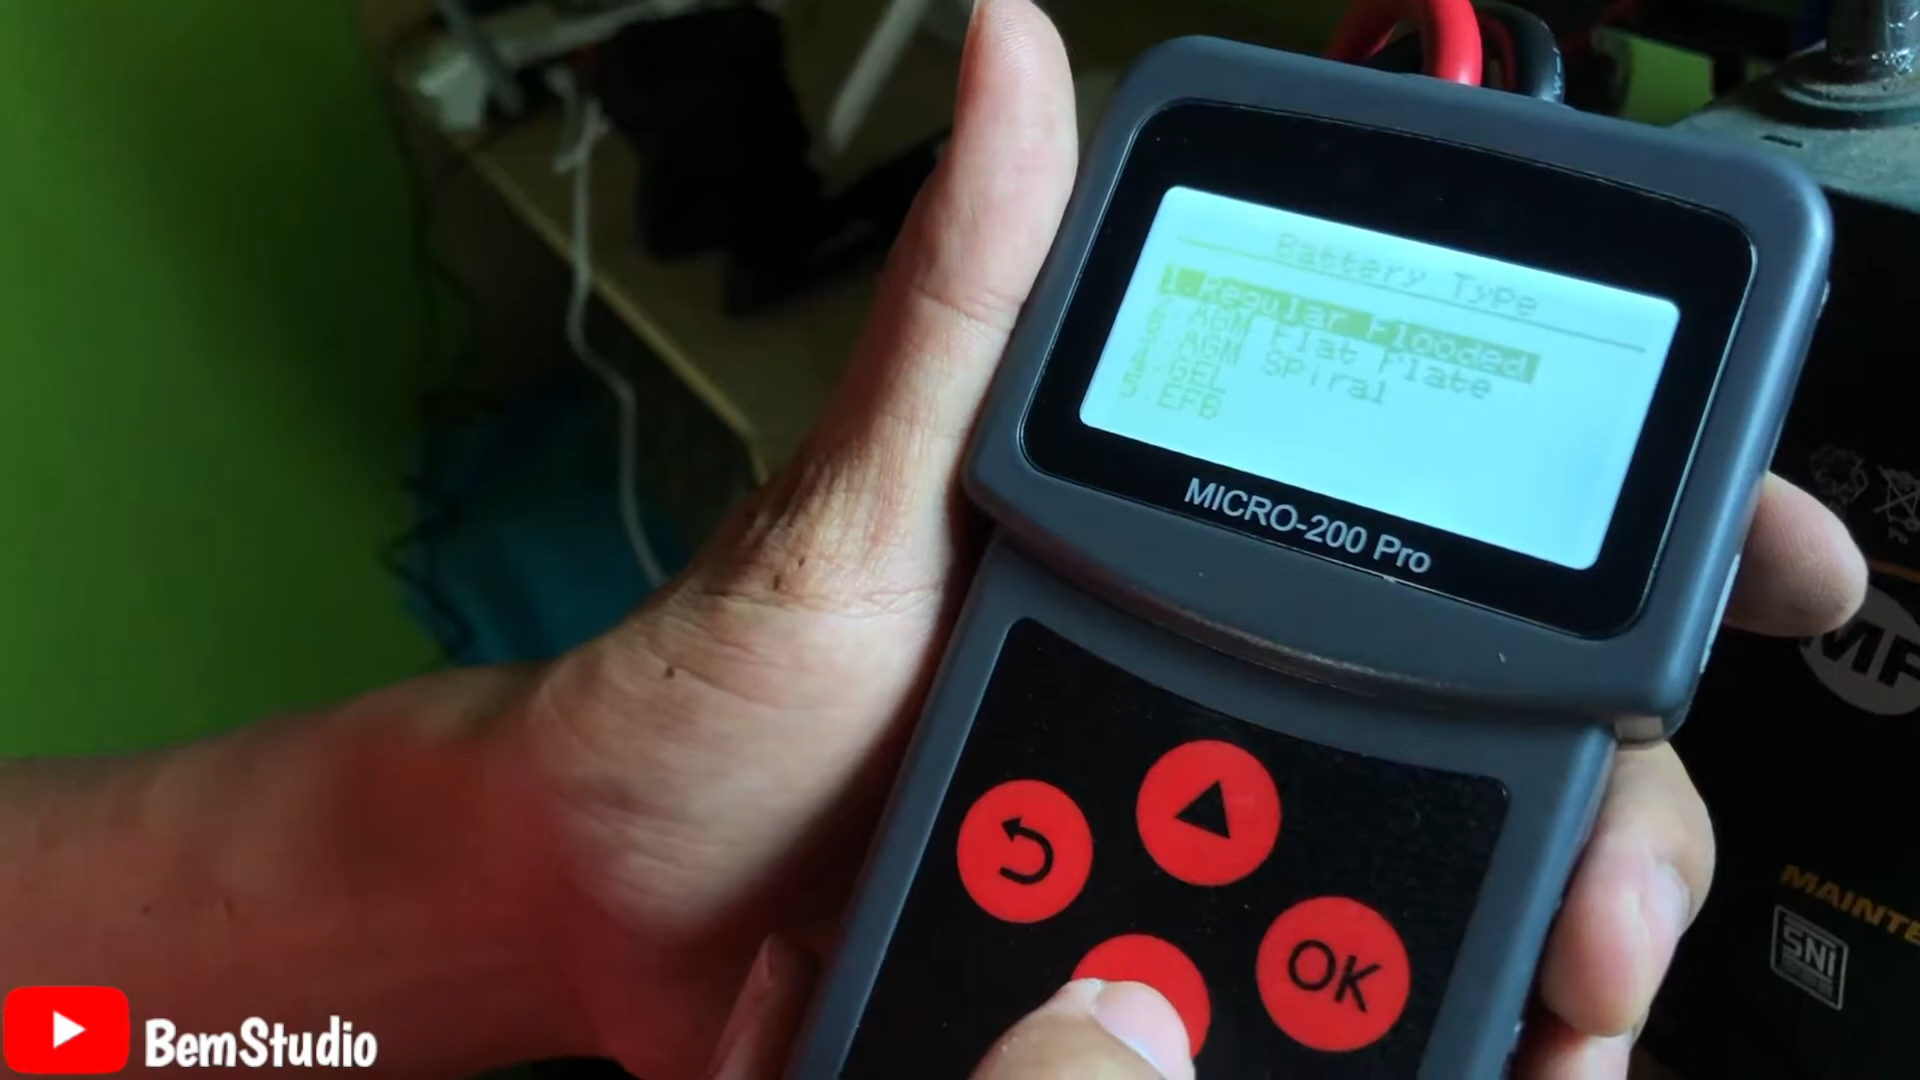 Battery Type
1.Regular Flooded
2.AGM Flat Plate
3.AGM SPiral
4.GEL
5.EFB
MICRO-200 Pro
OK
MF
MAINTE
SNI
BemStudio